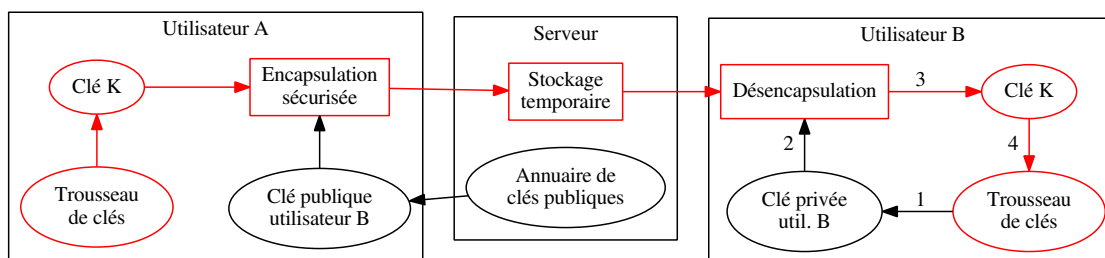 Utilisateur A
Serveur
Utilisateur B
Clé K
Encapsulation
sécurisée
Stockage
temporaire
Désencapsulation
3
Clé K
2
4
Trousseau
de clés
Clé publique
utilisateur B
Annuaire de
clés publiques
Clé privée
util. B
1
Trousseau
de clés